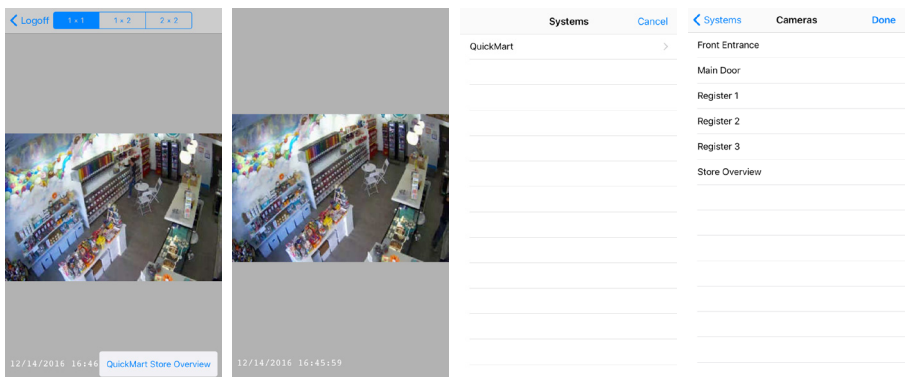 Logoff 1 x 1 1 x 2 2 x 2
12/14/2016 16:46 QuickMart Store Overview
12/14/2016 16:45:59
Systems Cancel
QuickMart
Systems Cameras Done
Front Entrance
Main Door
Register 1
Register 2
Register 3
Store Overview